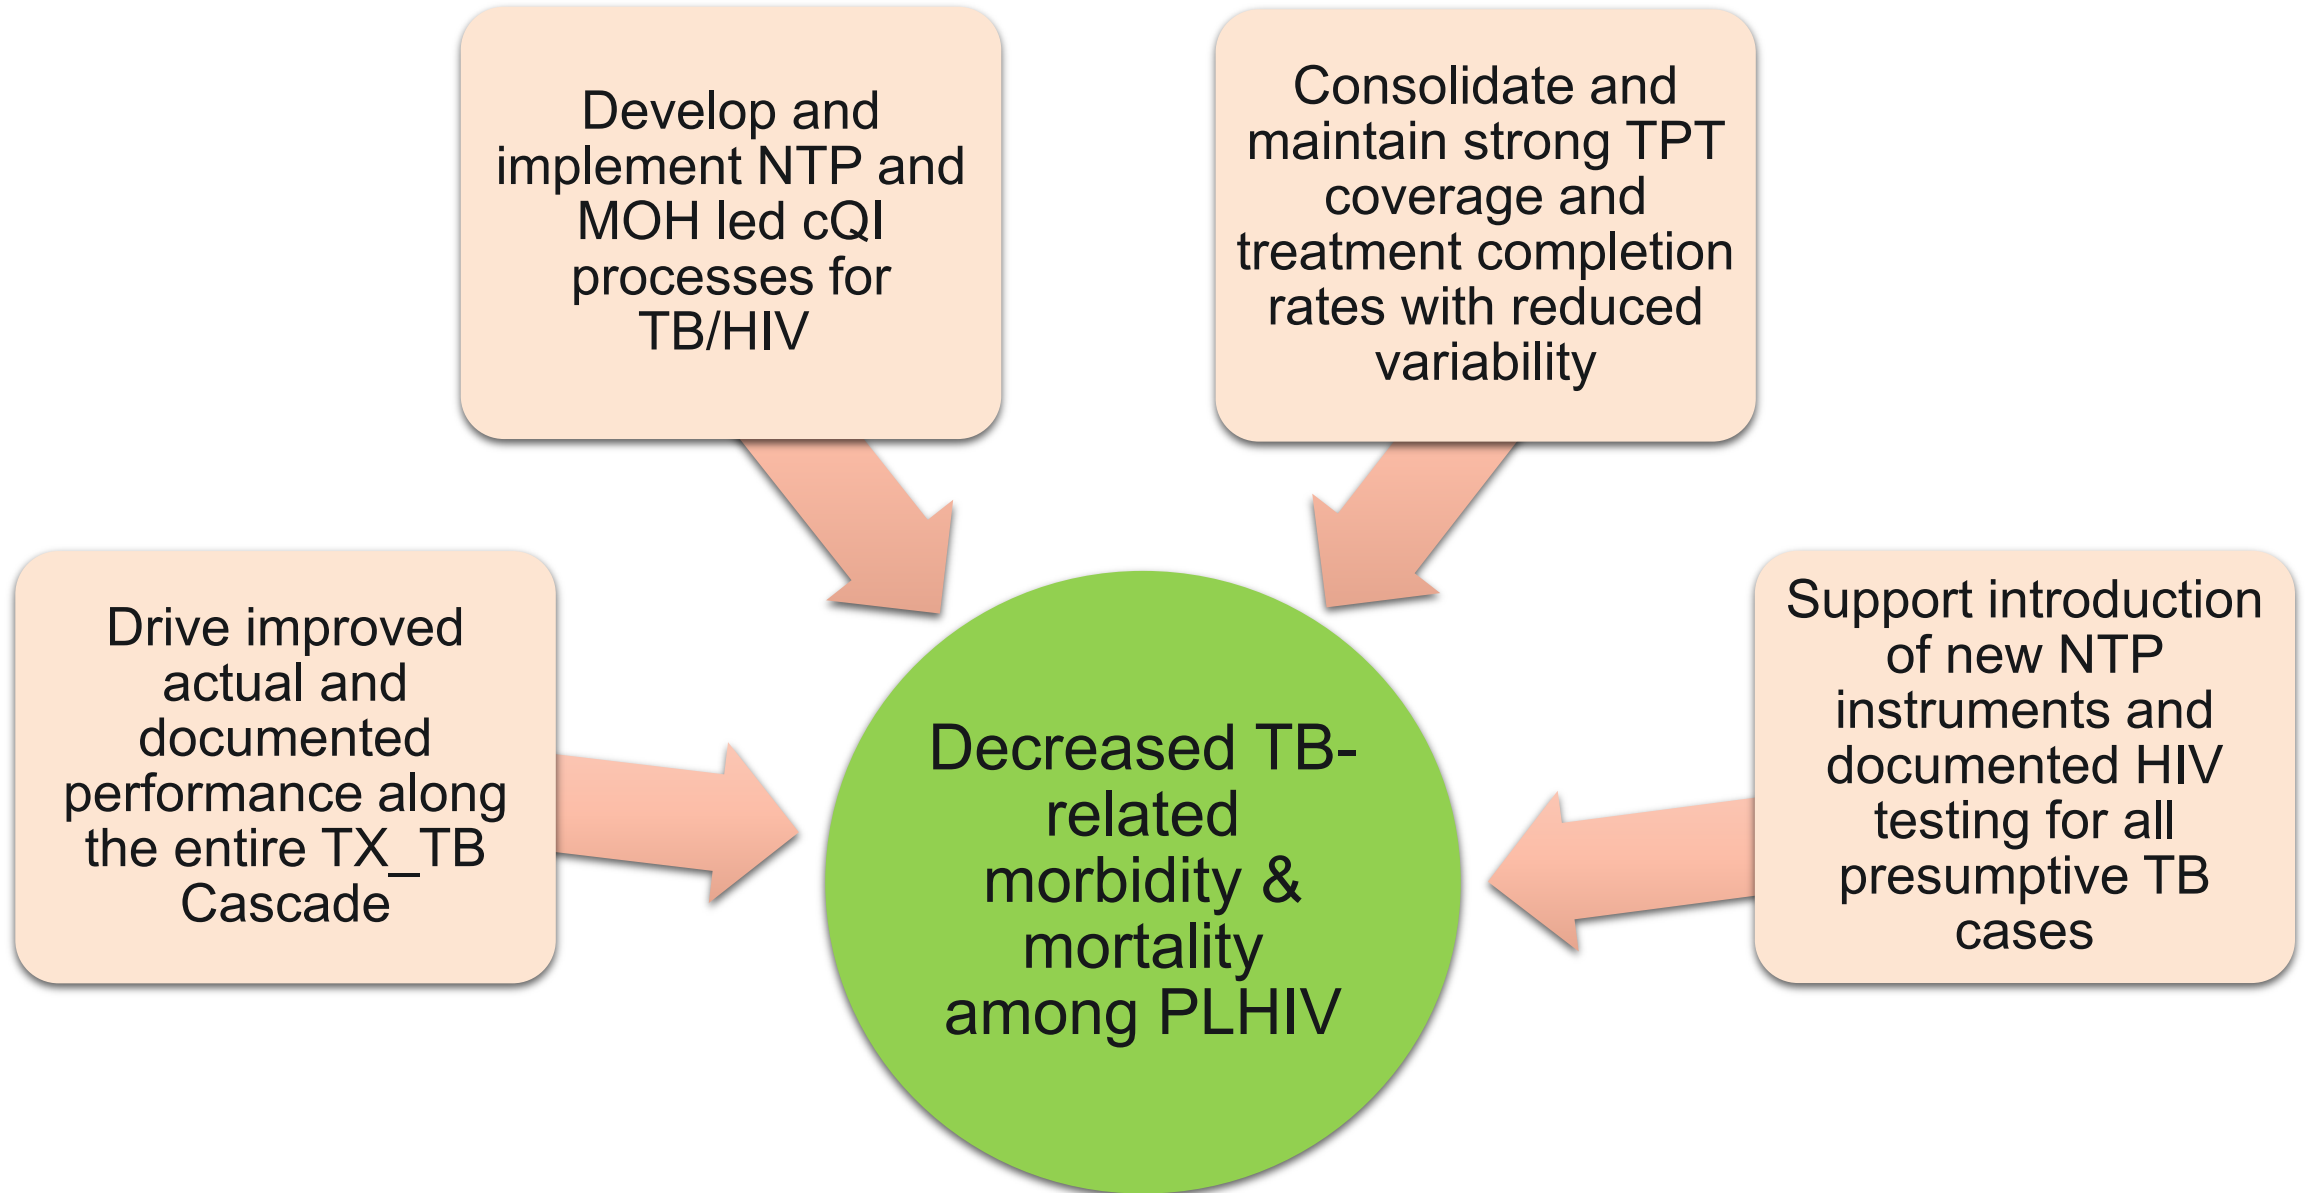 Develop and
implement NTP and
MOH led cQI
processes for
TB/HIV
Consolidate and
maintain strong TPT
coverage and
treatment completion
rates with reduced
variability
Drive improved
actual and
documented
performance along
the entire TX_TB
Cascade
Decreased TB-
related
morbidity &
mortality
among PLHIV
Support introduction
of new NTP
instruments and
documented HIV
testing for all
presumptive TB
cases